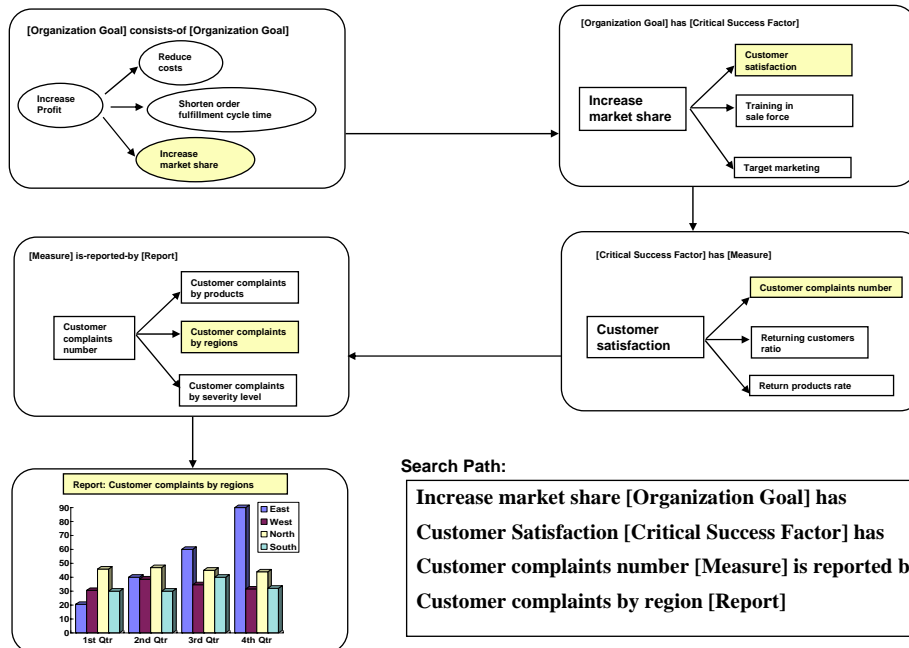 [Organization Goal] consists-of [Organization Goal]
Reduce
costs
Increase
Profit
Shorten order
fulfillment cycle time
Increase
market share
[Organization Goal] has [Critical Success Factor]
Customer
satisfaction
Increase
market share
Training in
sale force
Target marketing
[Critical Success Factor] has [Measure]
Customer complaints number
Customer
satisfaction
Returning customers
ratio
Return products rate
[Measure] is-reported-by [Report]
Customer complaints
by products
Customer
complaints
number
Customer complaints
by regions
Customer complaints
by severity level
Report: Customer complaints by regions
90
80
70
60
50
40
30
20
10
0
1st Qtr 2nd Qtr 3rd Qtr 4th Qtr
East
West
North
South
Search Path:
Increase market share [Organization Goal] has
Customer Satisfaction [Critical Success Factor] has
Customer complaints number [Measure] is reported b
Customer complaints by region [Report]